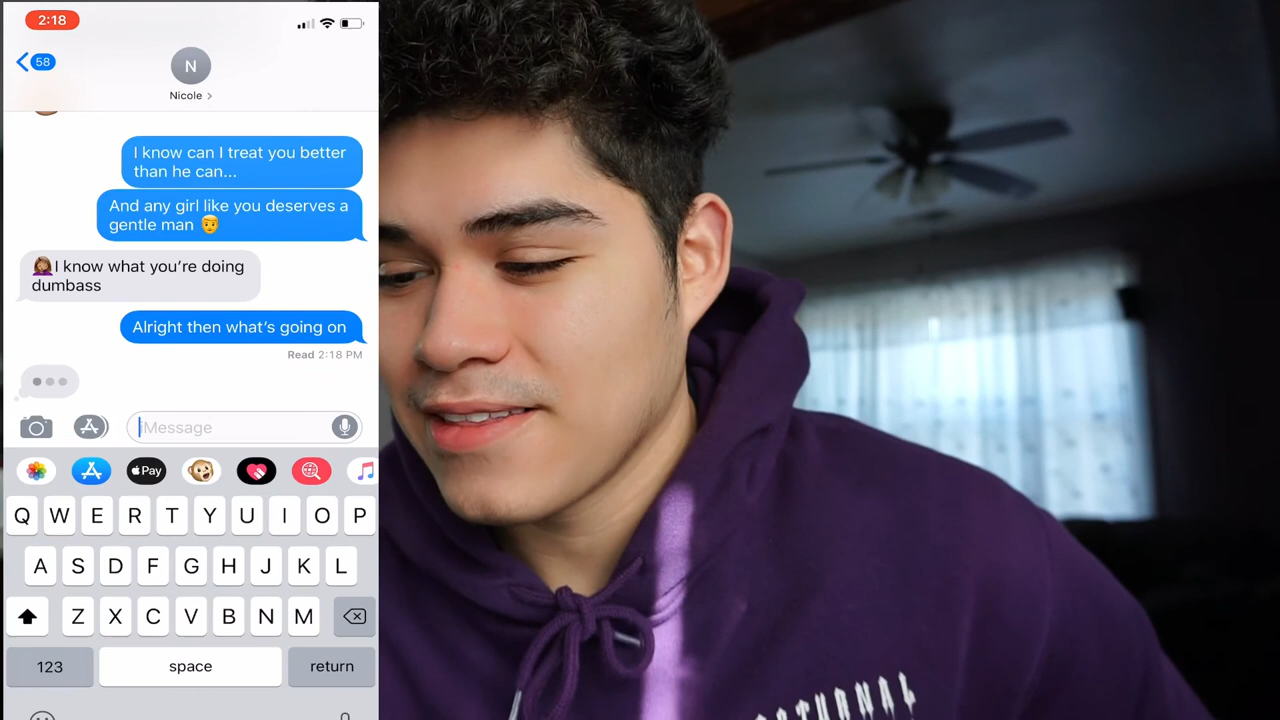 2:18
58
N
Nicole >
I know can I treat you better
than he can...
And any girl like you deserves a
gentle man 👨
🤦🏽‍♀️I know what you're doing
dumbass
Alright then what's going on
Read 2:18 PM
iMessage
Pay
Q W E R T Y U I O P
A S D F G H J K L
Z X C V B N M
123 space return